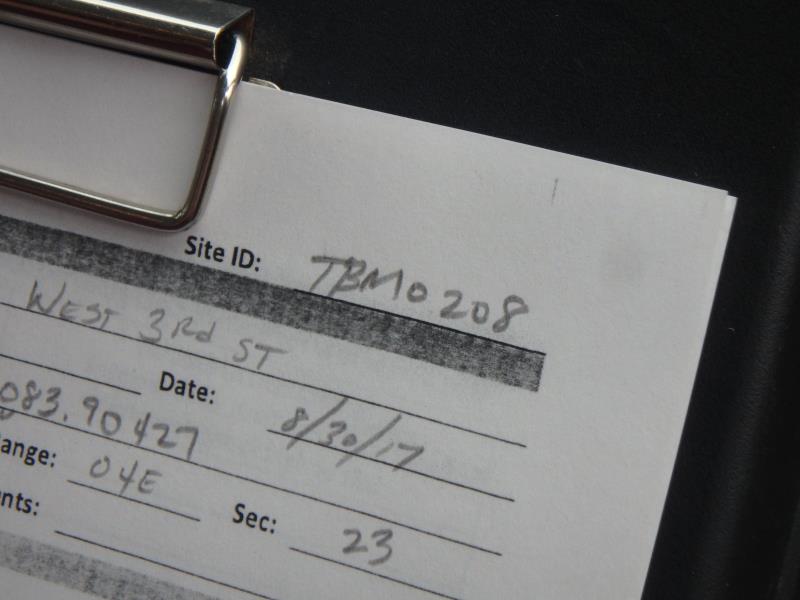 Site ID: TBM0208
WEST 3Rd ST
Date: 8/30/17
083.90427
ange: 04E
nts: Sec: 23